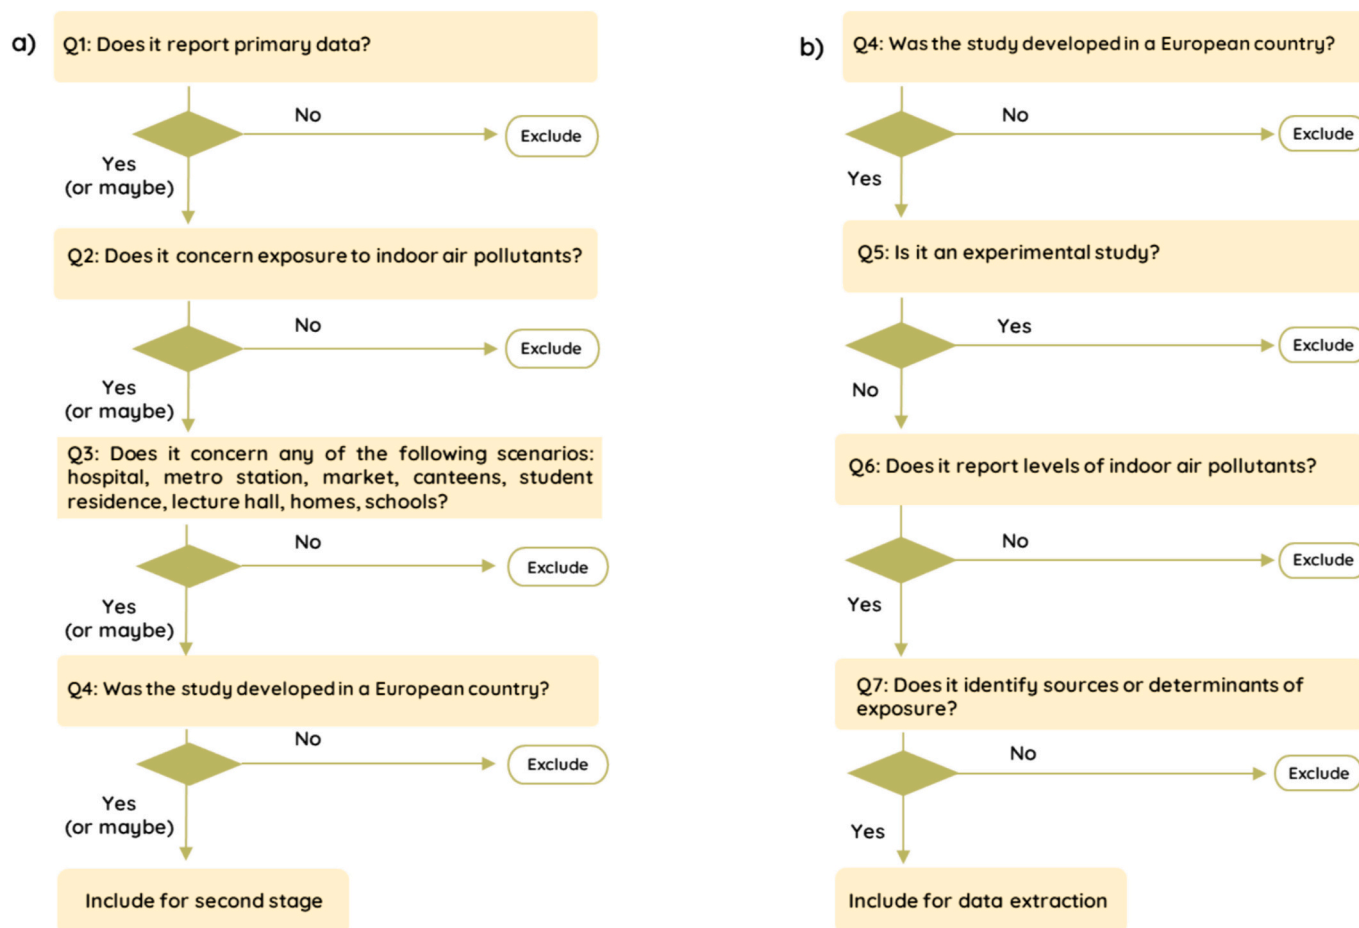 a)
Q1: Does it report primary data?
No
Exclude
Yes
(or maybe)
Q2: Does it concern exposure to indoor air pollutants?
No
Exclude
Yes
(or maybe)
Q3: Does it concern any of the following scenarios:
hospital, metro station, market, canteens, student
residence, lecture hall, homes, schools?
No
Exclude
Yes
(or maybe)
Q4: Was the study developed in a European country?
No
Exclude
Yes
(or maybe)
Include for second stage
b)
Q4: Was the study developed in a European country?
No
Exclude
Yes
Q5: Is it an experimental study?
Yes
Exclude
No
Q6: Does it report levels of indoor air pollutants?
No
Exclude
Yes
Q7: Does it identify sources or determinants of
exposure?
No
Exclude
Yes
Include for data extraction